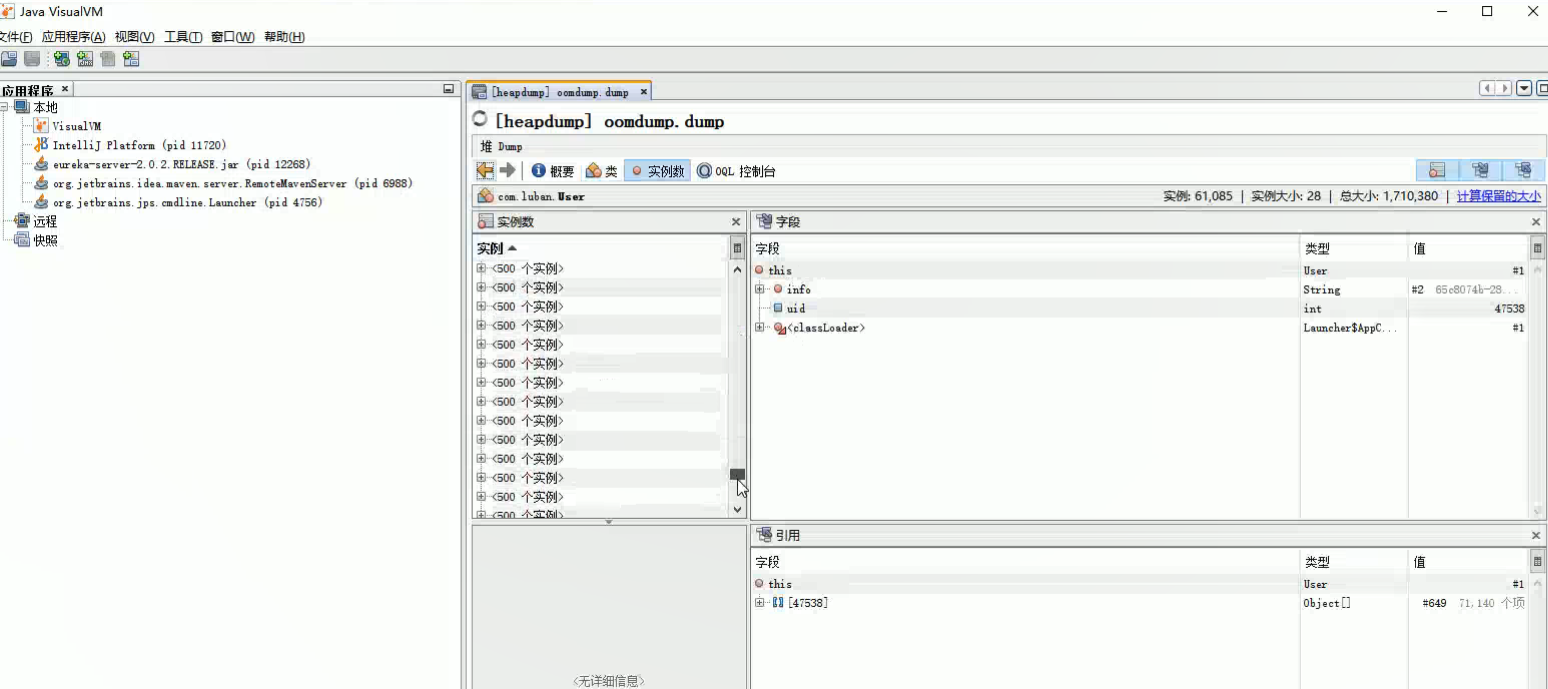 Java VisualVM
文件(F) 应用程序(A) 视图(V) 工具(T) 窗口(W) 帮助(H)
应用程序
本地
VisualVM
IntelliJ Platform (pid 11720)
eureka-server-2.0.2.RELEASE.jar (pid 12268)
org.jetbrains.idea.maven.server.RemoteMavenServer (pid 6988)
org.jetbrains.jps.cmdline.Launcher (pid 4756)
远程
快照
[heapdump] oomdump.dump
[heapdump] oomdump.dump
堆 Dump
概要 类 实例数 OQL 控制台
com.luban.User 实例: 61,085 | 实例大小: 28 | 总大小: 1,710,380 | 计算保留的大小
实例数
实例
<500 个实例>
<500 个实例>
<500 个实例>
<500 个实例>
<500 个实例>
<500 个实例>
<500 个实例>
<500 个实例>
<500 个实例>
<500 个实例>
<500 个实例>
<500 个实例>
<500 个实例>
<500 个实例>
<无详细信息>
字段
字段 类型 值
this User #1
info String #2 65c8074b-28...
uid int 47538
<classLoader> Launcher$AppC... #1
引用
字段 类型 值
this User #1
[47538] Object[] #649 71,140 个项